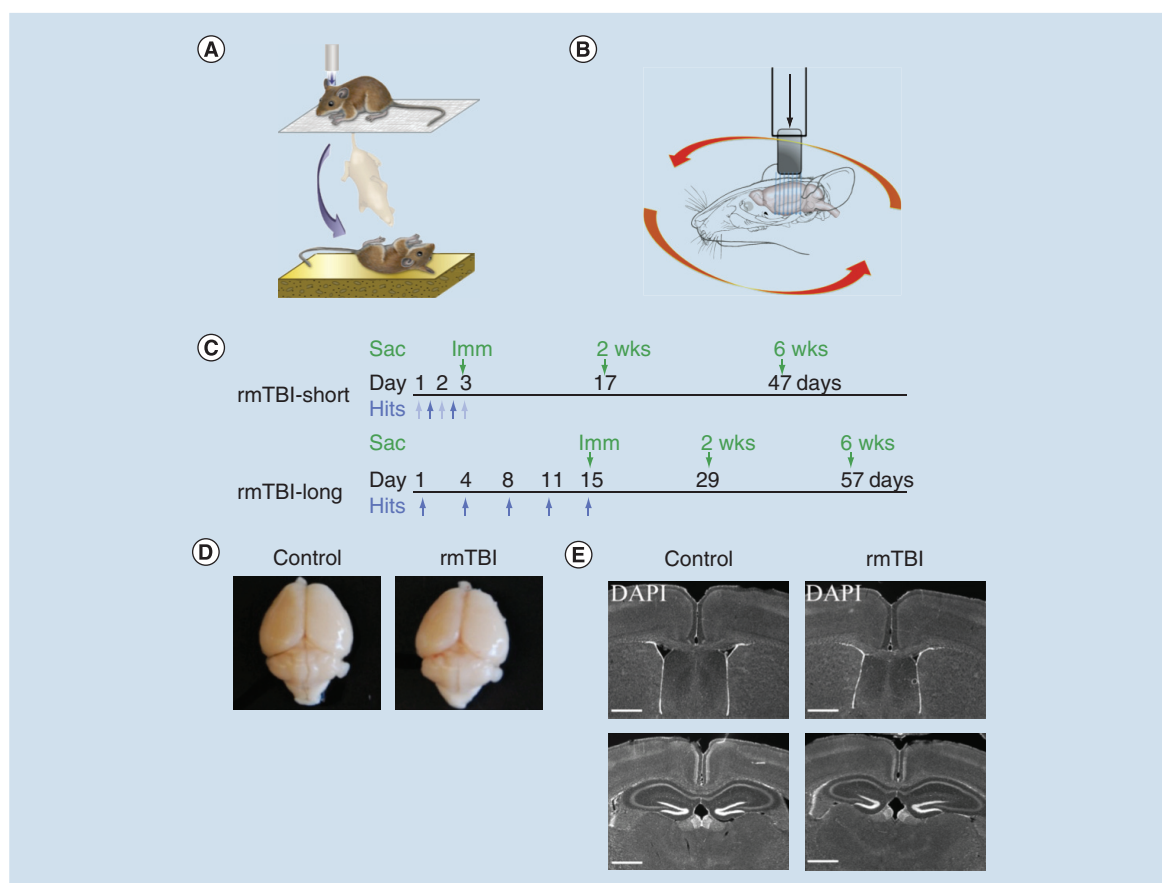 A
B
C
Sac Imm 2 wks 6 wks
rmTBI-short
Day 1 2 3 17 47 days
Hits
Sac Imm 2 wks 6 wks
rmTBI-long
Day 1 4 8 11 15 29 57 days
Hits
D
Control rmTBI
E
Control rmTBI
DAPI DAPI